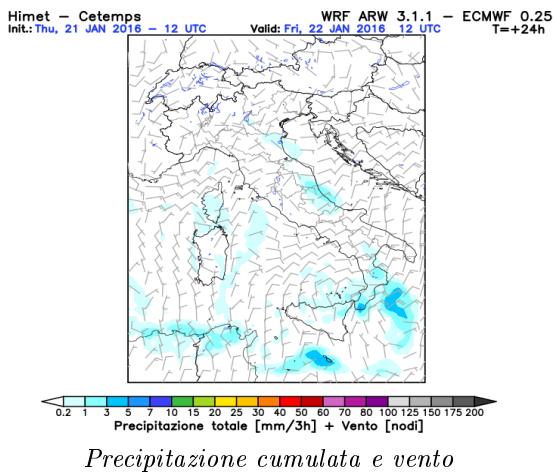 Himet – Cetemps WRF ARW 3.1.1 – ECMWF 0.25
Init.: Thu, 21 JAN 2016 – 12 UTC Valid: Fri, 22 JAN 2016 12 UTC T=+24h
0.2 1 3 5 7 10 15 20 25 30 40 50 60 70 80 100 125 150 175 200
Precipitazione totale [mm/3h] + Vento [nodi]
Precipitazione cumulata e vento